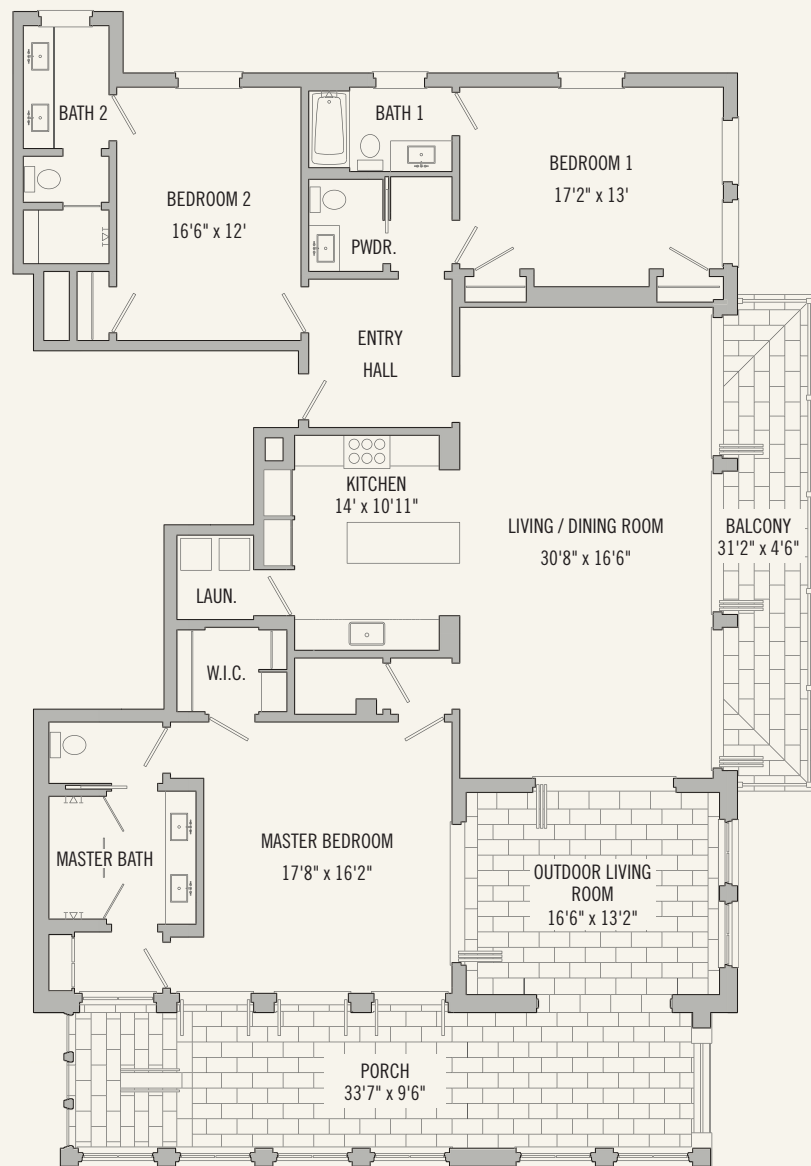 BATH 2
BATH 1
BEDROOM 1
17'2" x 13'
BEDROOM 2
16'6" x 12'
PWDR.
ENTRY
HALL
KITCHEN
14' x 10'11"
LIVING / DINING ROOM
30'8" x 16'6"
BALCONY
31'2" x 4'6"
LAUN.
W.I.C.
MASTER BEDROOM
17'8" x 16'2"
MASTER BATH
OUTDOOR LIVING
ROOM
16'6" x 13'2"
PORCH
33'7" x 9'6"